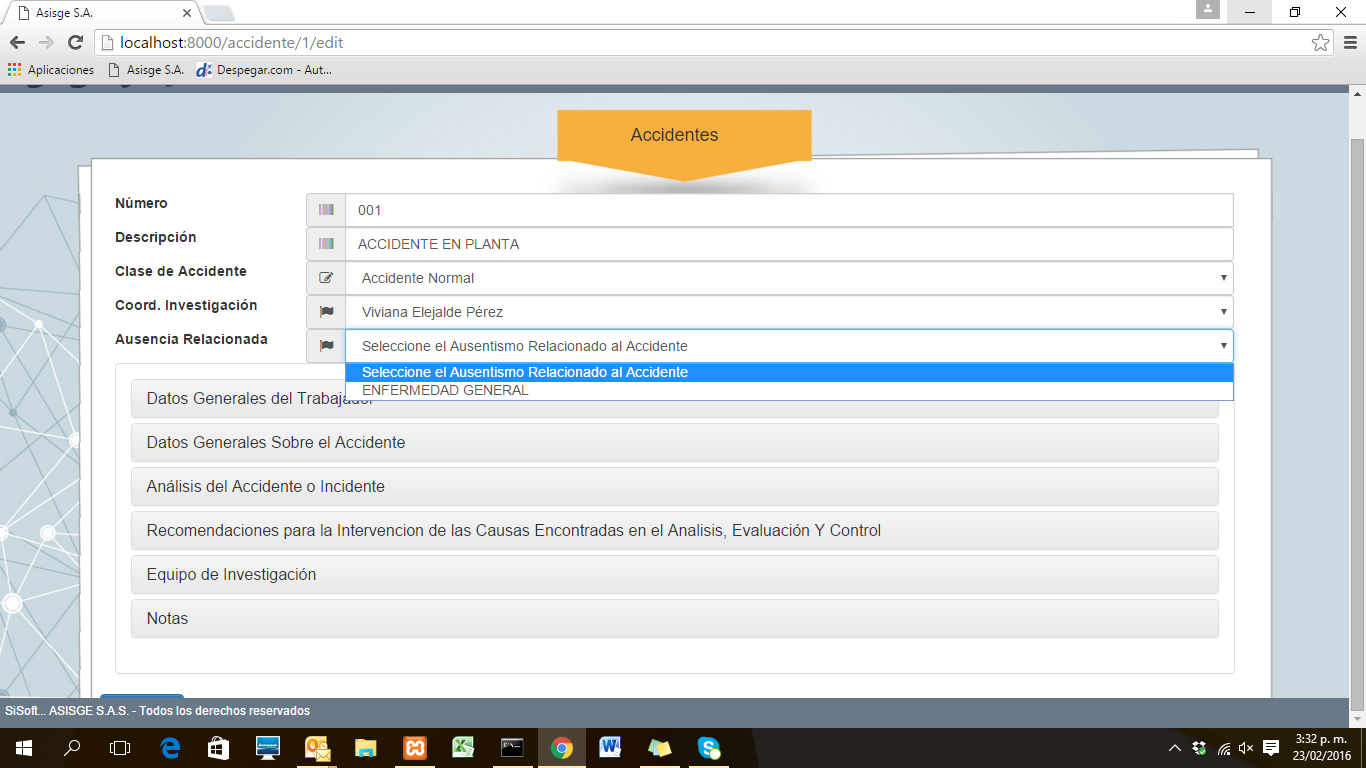 Asisge S.A.
localhost:8000/accidente/1/edit
Aplicaciones Asisge S.A. Despegar.com - Aut...
Accidentes
Número 001
Descripción ACCIDENTE EN PLANTA
Clase de Accidente Accidente Normal
Coord. Investigación Viviana Elejalde Pérez
Ausencia Relacionada Seleccione el Ausentismo Relacionado al Accidente
Seleccione el Ausentismo Relacionado al Accidente
ENFERMEDAD GENERAL
Datos Generales del Trabajador
Datos Generales Sobre el Accidente
Análisis del Accidente o Incidente
Recomendaciones para la Intervencion de las Causas Encontradas en el Analisis, Evaluación Y Control
Equipo de Investigación
Notas
SiSoft... ASISGE S.A.S. - Todos los derechos reservados
3:32 p. m.
23/02/2016